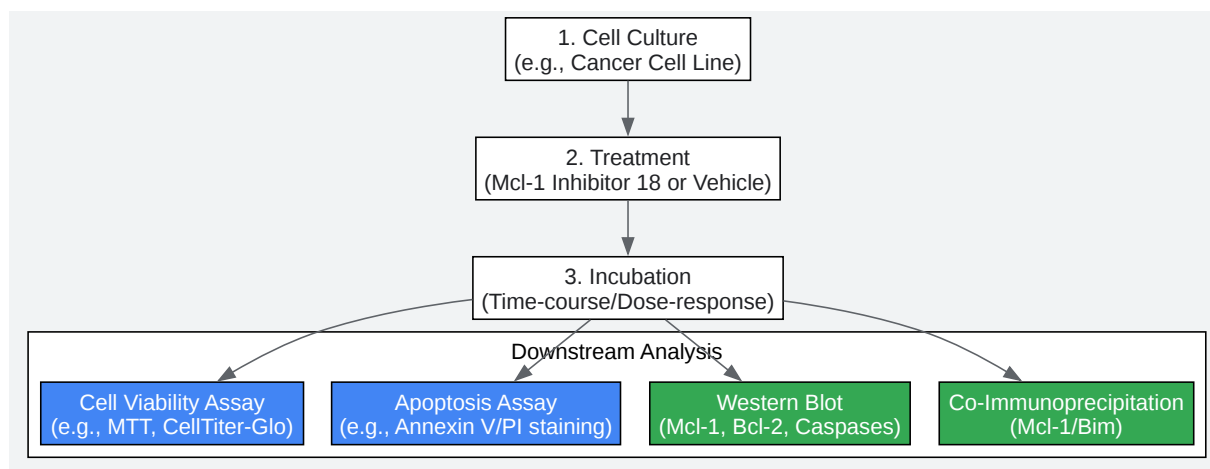 1. Cell Culture
(e.g., Cancer Cell Line)
2. Treatment
(Mcl-1 Inhibitor 18 or Vehicle)
3. Incubation
(Time-course/Dose-response)
Downstream Analysis
Cell Viability Assay
(e.g., MTT, CellTiter-Glo)
Apoptosis Assay
(e.g., Annexin V/PI staining)
Western Blot
(Mcl-1, Bcl-2, Caspases)
Co-Immunoprecipitation
(Mcl-1/Bim)